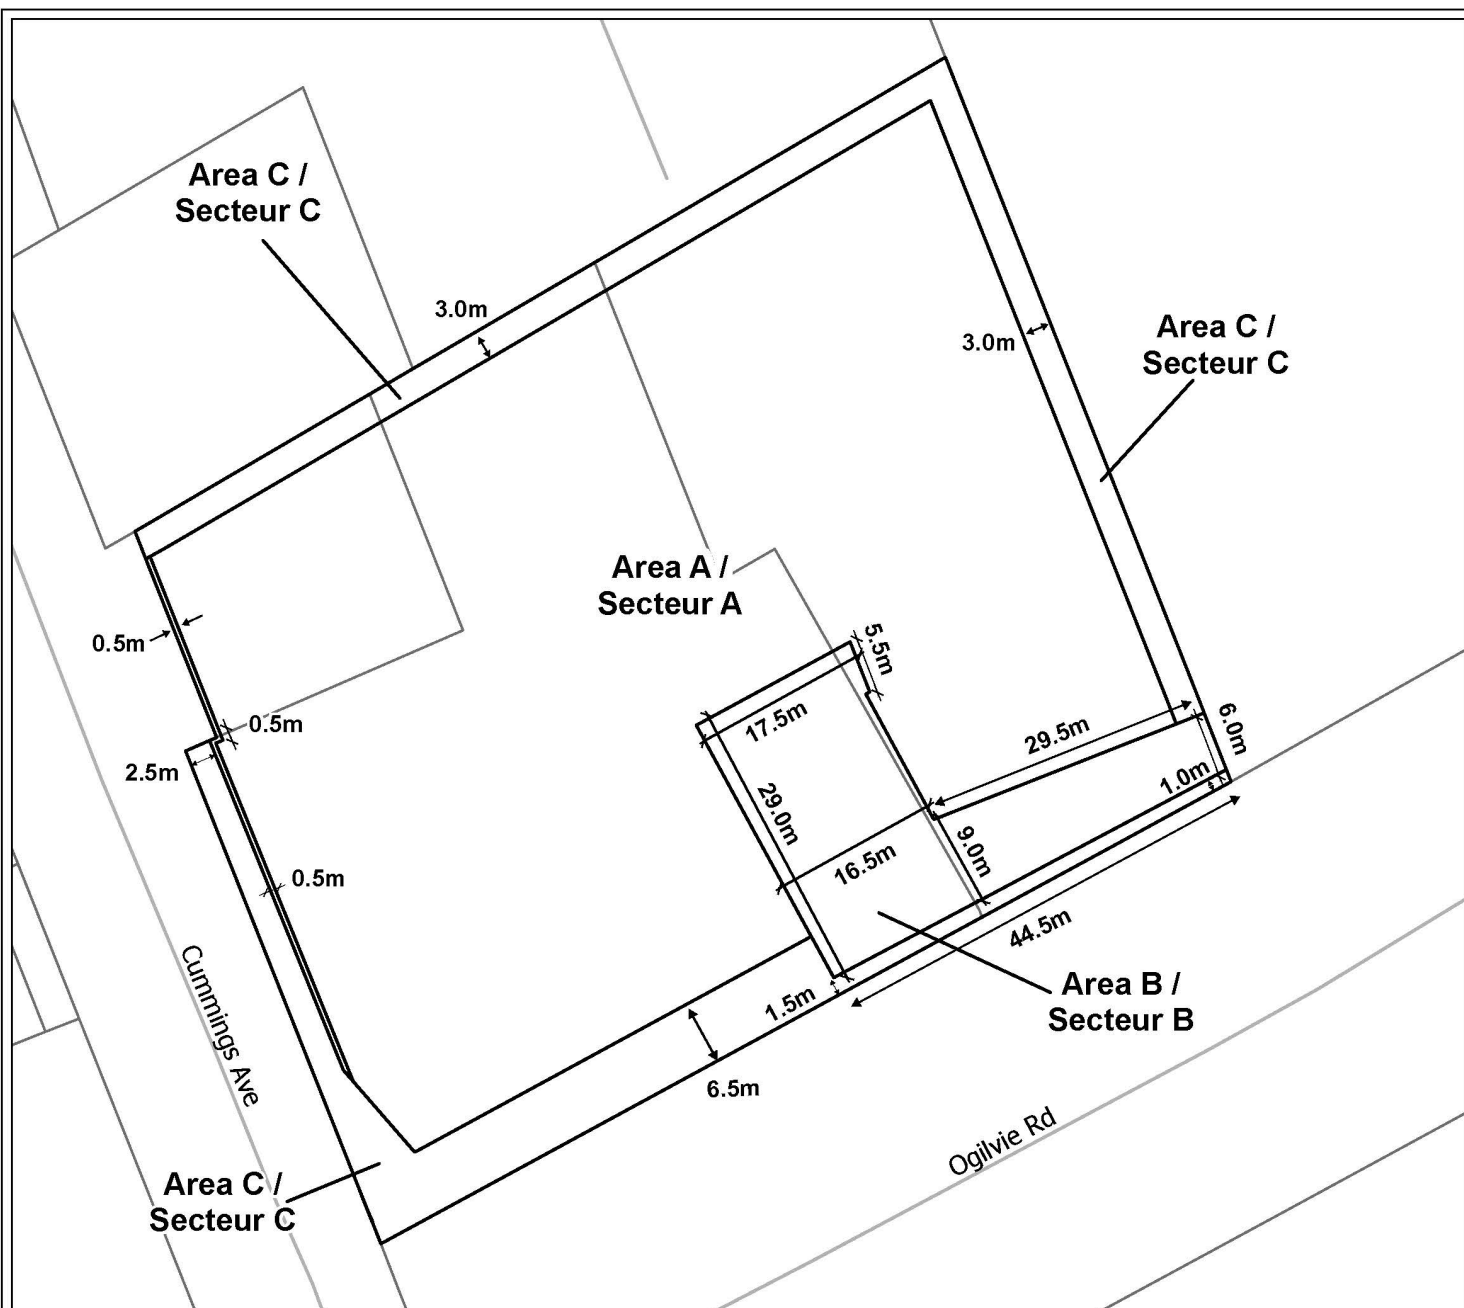 Area C /
Secteur C
3.0m
3.0m
Area C /
Secteur C
Area A /
Secteur A
0.5m
5.5m
0.5m
17.5m
29.5m
6.0m
2.5m
1.0m
29.0m
9.0m
16.5m
0.5m
44.5m
Cummings Ave
1.5m
Area B /
Secteur B
6.5m
Ogilvie Rd
Area C /
Secteur C